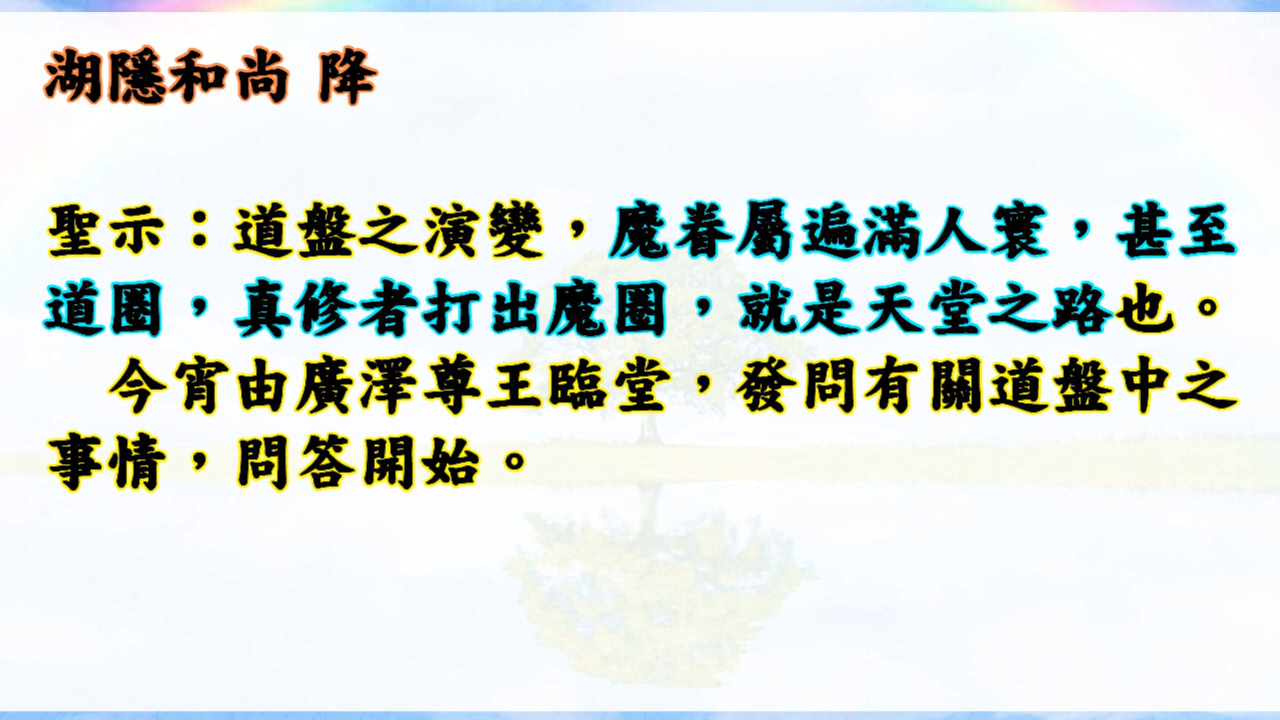 湖隱和尚 降
聖示：道盤之演變，魔眷屬遍滿人寰，甚至
道圈，真修者打出魔圈，就是天堂之路也。
今宵由廣澤尊王臨堂，發問有關道盤中之
事情，問答開始。